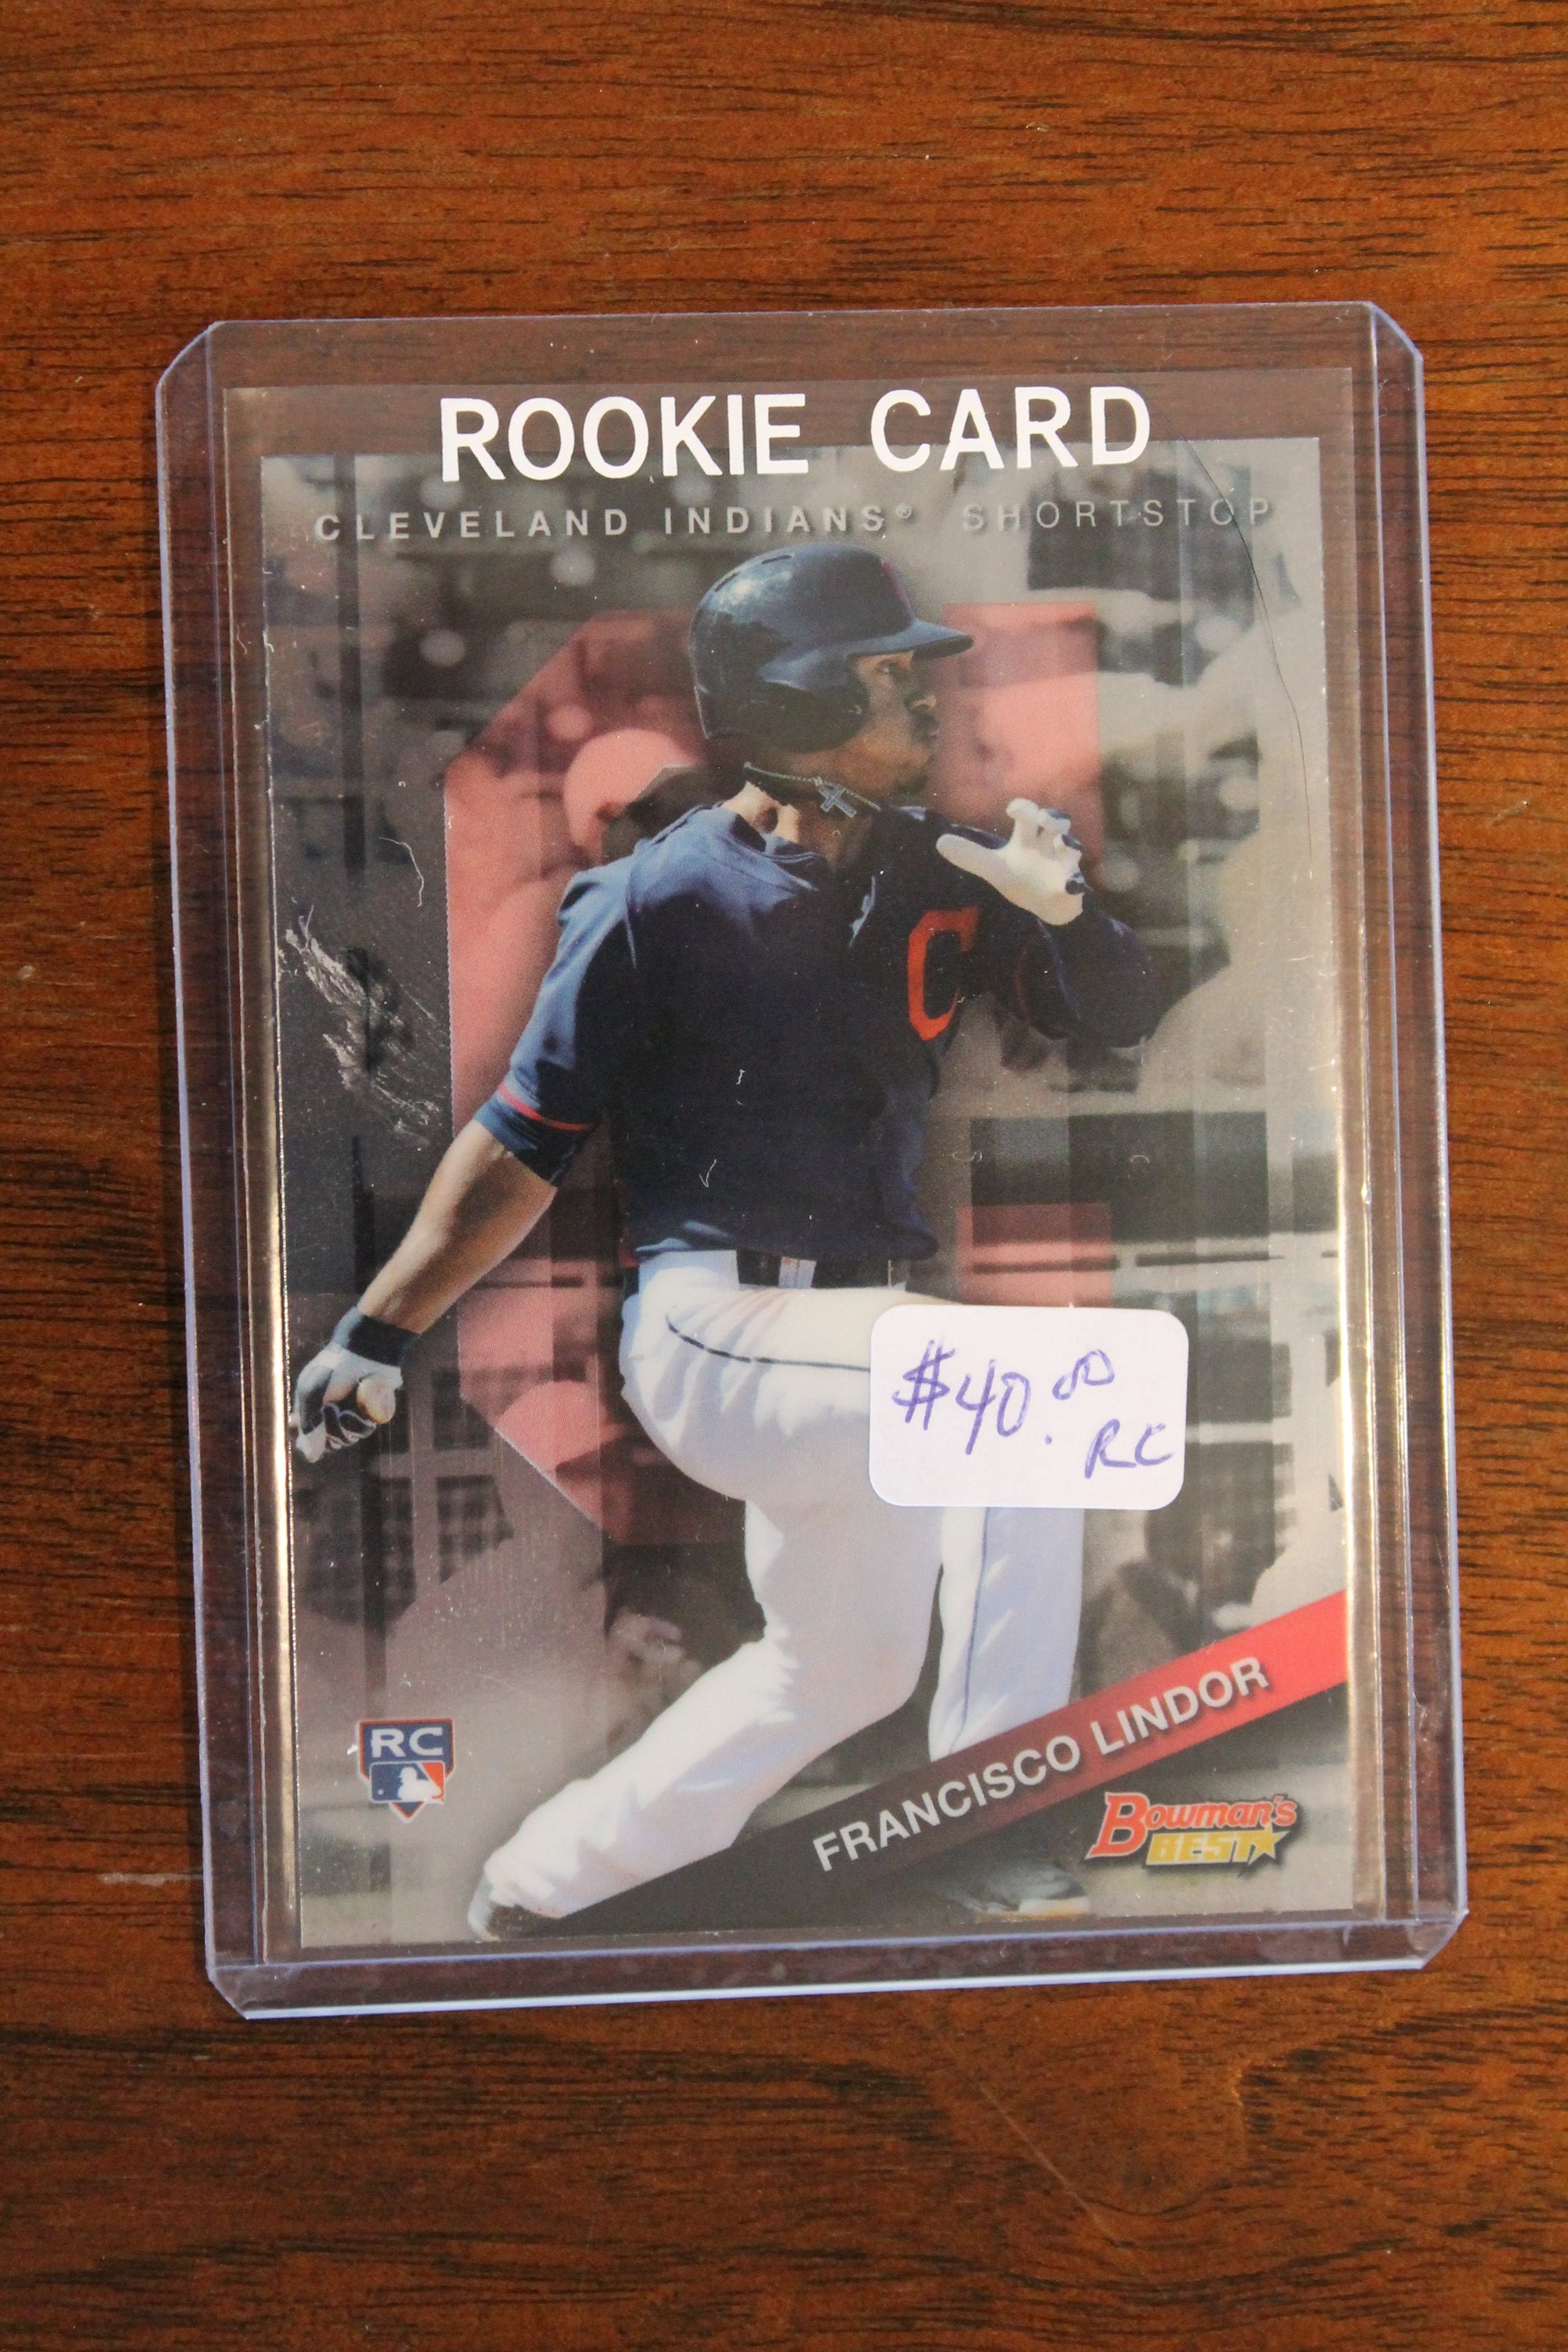 ROOKIE CARD
CLEVELAND INDIANS® SHORTSTOP
C
$40.00
RC
FRANCISCO LINDOR
RC
Bowman's
BEST